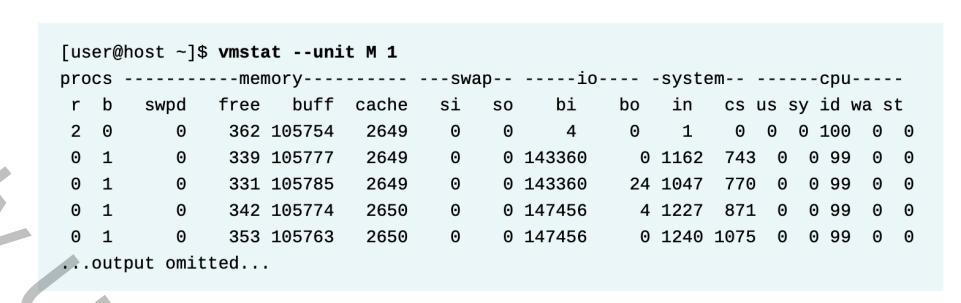 [user@host ~]$ vmstat --unit M 1
procs -----------memory---------- ---swap-- -----io---- -system-- ------cpu-----
 r  b   swpd   free   buff  cache   si   so    bi    bo   in   cs us sy id wa st
 2  0      0    362 105754   2649    0    0     4     0    1    0  0  0 100  0  0
 0  1      0    339 105777   2649    0    0 143360     0 1162  743  0  0 99  0  0
 0  1      0    331 105785   2649    0    0 143360    24 1047  770  0  0 99  0  0
 0  1      0    342 105774   2650    0    0 147456     4 1227  871  0  0 99  0  0
 0  1      0    353 105763   2650    0    0 147456     0 1240 1075  0  0 99  0  0
...output omitted...